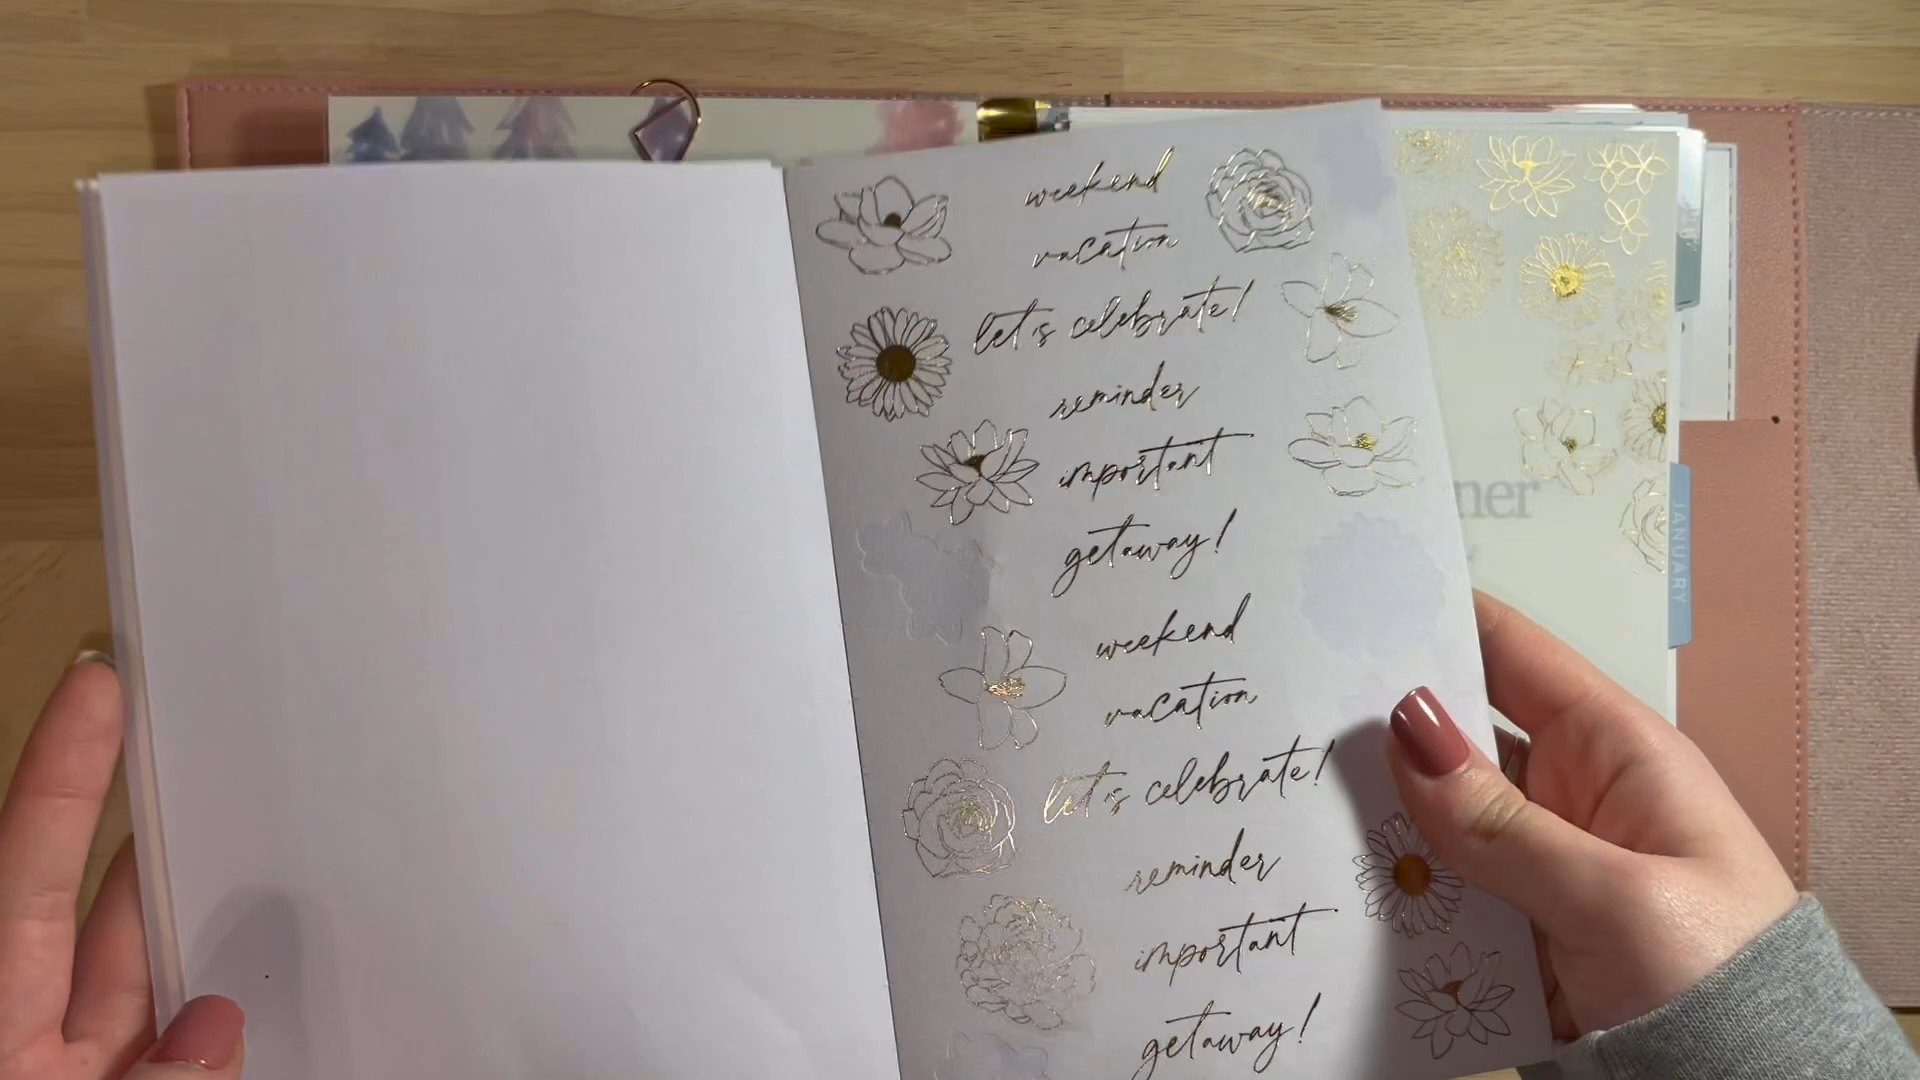 weekend
vacation
let's celebrate!
reminder
important
getaway!
weekend
vacation
let's celebrate!
reminder
important
getaway!
ner
JANUARY